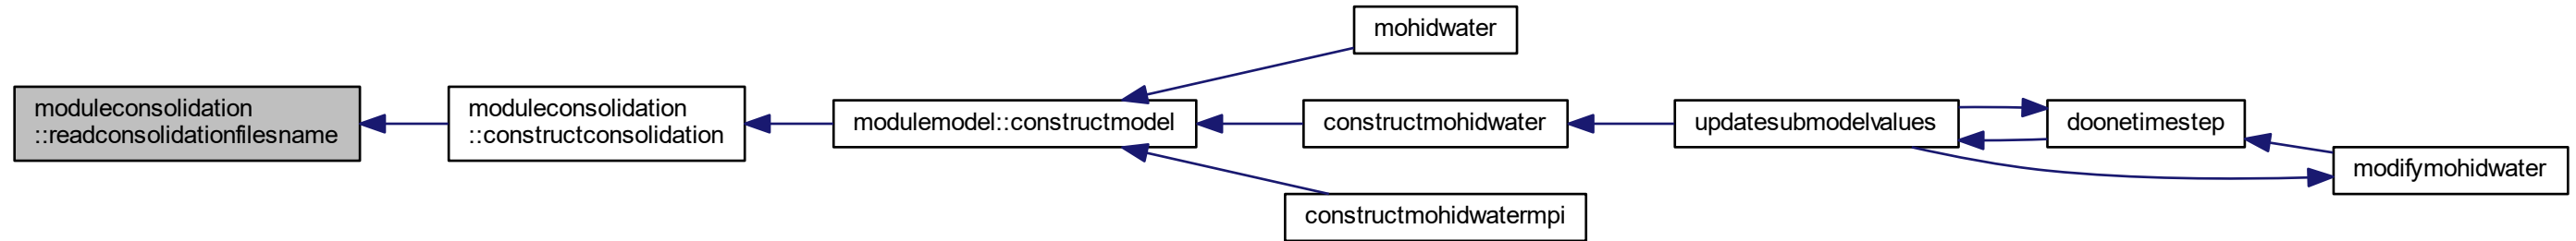 mohidwater
moduleconsolidation
::readconsolidationfilesname
moduleconsolidation
::constructconsolidation
modulemodel::constructmodel
constructmohidwater
updatesubmodelvalues
doonetimestep
modifymohidwater
constructmohidwatermpi